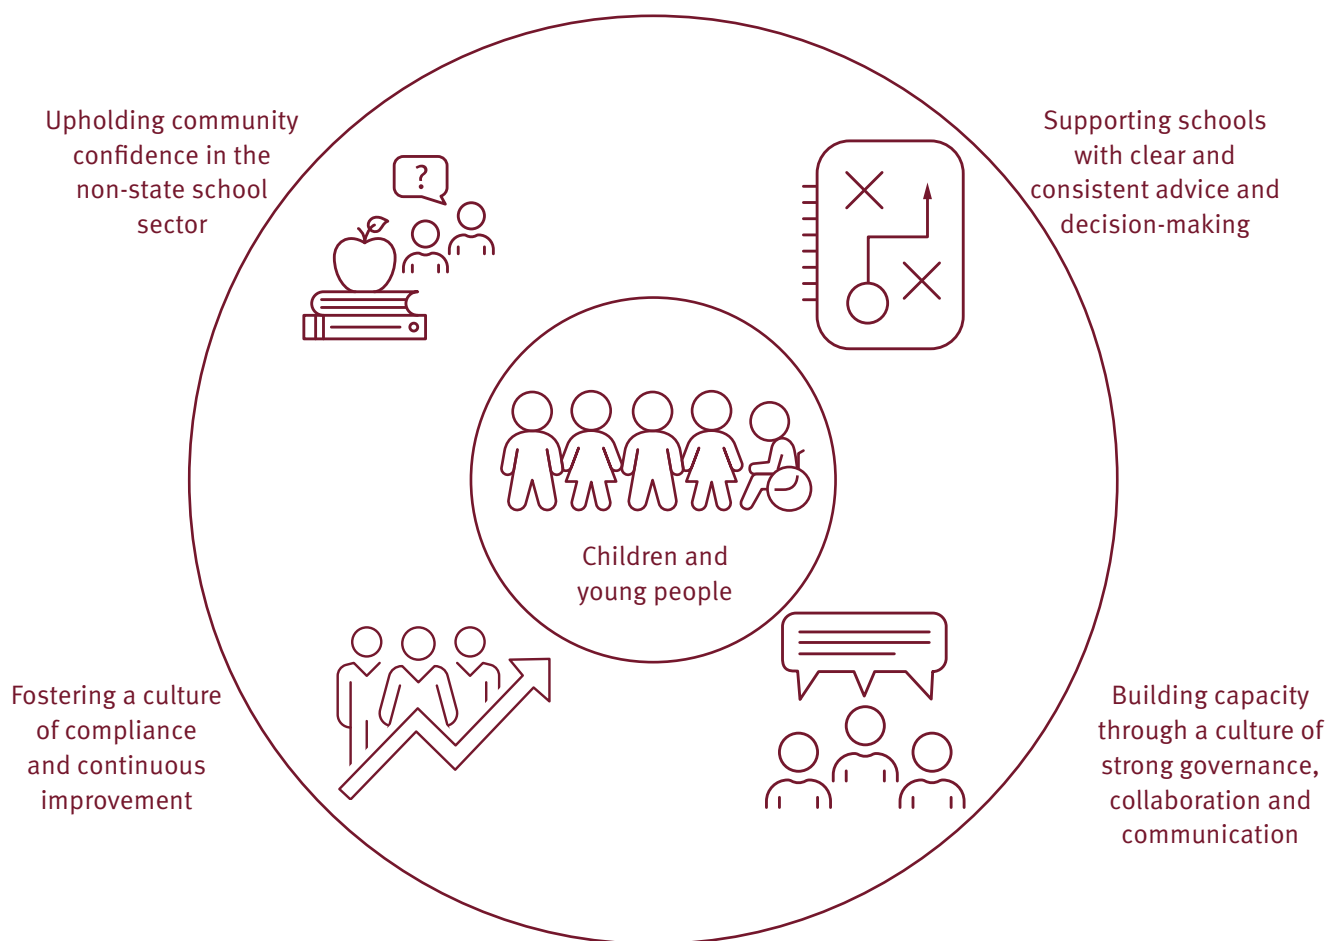 Upholding community
confidence in the
non-state school
sector
?
Supporting schools
with clear and
consistent advice and
decision-making
Children and
young people
Fostering a culture
of compliance
and continuous
improvement
Building capacity
through a culture of
strong governance,
collaboration and
communication